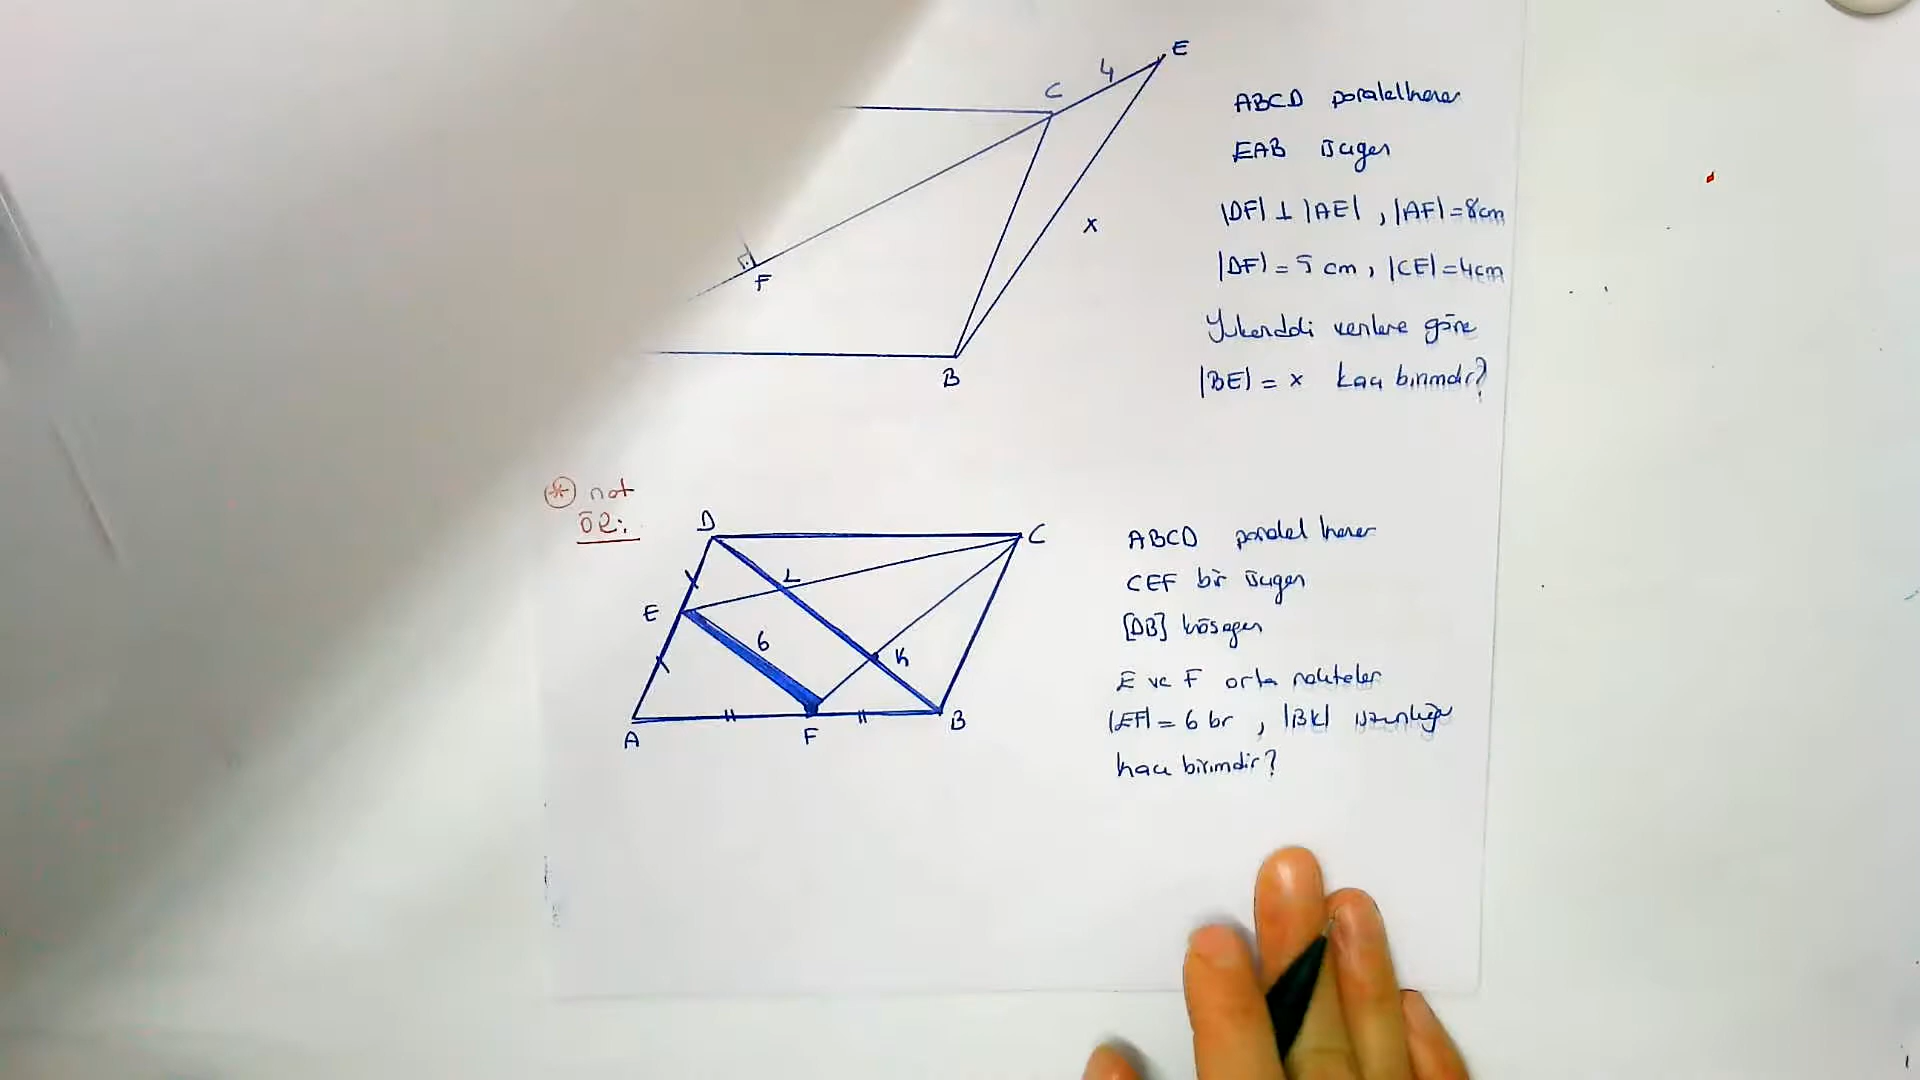 E
4
C
x
F
B
ABCD paralelkenar
EAB üçgen
|DF| ⊥ |AE| , |AF| = 8cm
|DF| = 5 cm , |CE| = 4cm
Yukarıdaki verilere göre
|BE| = x kaç birimdir?
* not
ÖR:
D
C
L
E
6
K
A
F
B
ABCD paralel kenar
CEF bir üçgen
[DB] köşegen
E ve F orta noktalar
|EF| = 6 br , |BK| uzunluğu
kaç birimdir?